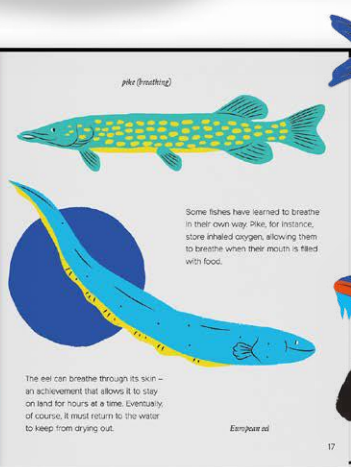 pike (breathing)
Some fishes have learned to breathe
in their own way. Pike, for instance,
store inhaled oxygen, allowing them
to breathe when their mouth is filled
with food.
The eel can breathe through its skin –
an achievement that allows it to stay
on land for hours at a time. Eventually,
of course, it must return to the water
to keep from drying out.
European eel
17